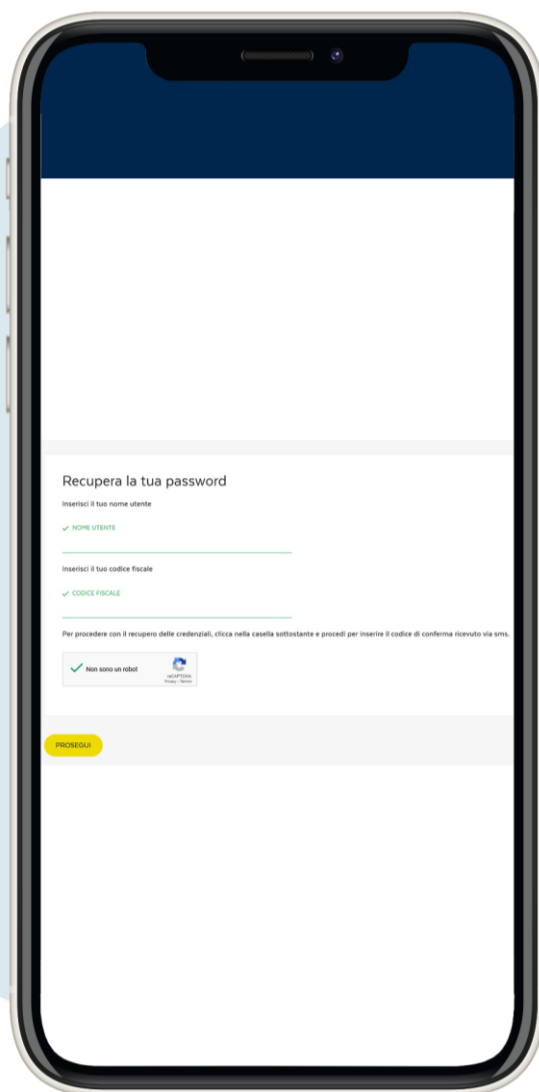 Recupera la tua password
Inserisci il tuo nome utente
NOME UTENTE
Inserisci il tuo codice fiscale
CODICE FISCALE
Per procedere con il recupero delle credenziali, clicca nella casella sottostante e procedi per inserire il codice di conferma ricevuto via sms.
Non sono un robot
reCAPTCHA
Privacy - Termini
PROSEGUI